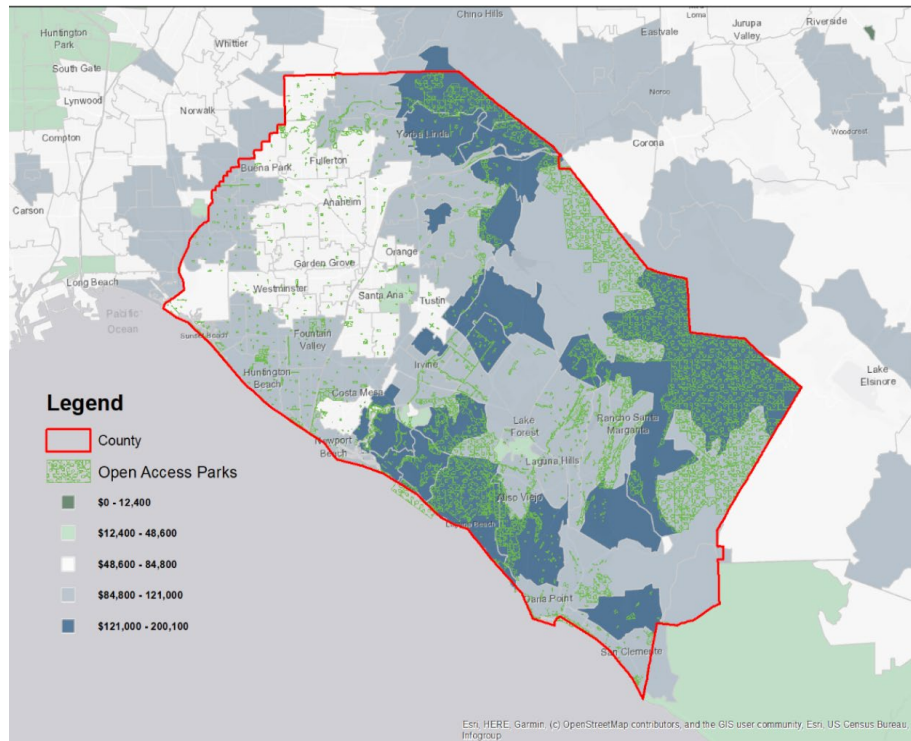 Huntington
Park
South Gate
Lynwood
Compton
Carson
Long Beach
Whittier
Norwalk
Chino Hills
Loma
Eastvale
Jurupa
Valley
Riverside
Norco
Woodcrest
Corona
Lake
Elsinore
Yorba Linda
Buena Park
Fullerton
Anaheim
Orange
Garden Grove
Westminster
Santa Ana
Tustin
Pacific
Ocean
Fountain
Valley
Huntington
Beach
Irvine
Costa Mesa
Newport
Beach
Lake
Forest
Rancho Santa
Margarita
Laguna Hills
Aliso Viejo
Laguna Beach
Dana Point
San Clemente
Legend
County
Open Access Parks
$0 - 12,400
$12,400 - 48,600
$48,600 - 84,800
$84,800 - 121,000
$121,000 - 200,100
Esri, HERE, Garmin, (c) OpenStreetMap contributors, and the GIS user community, Esri, US Census Bureau,
Infogroup